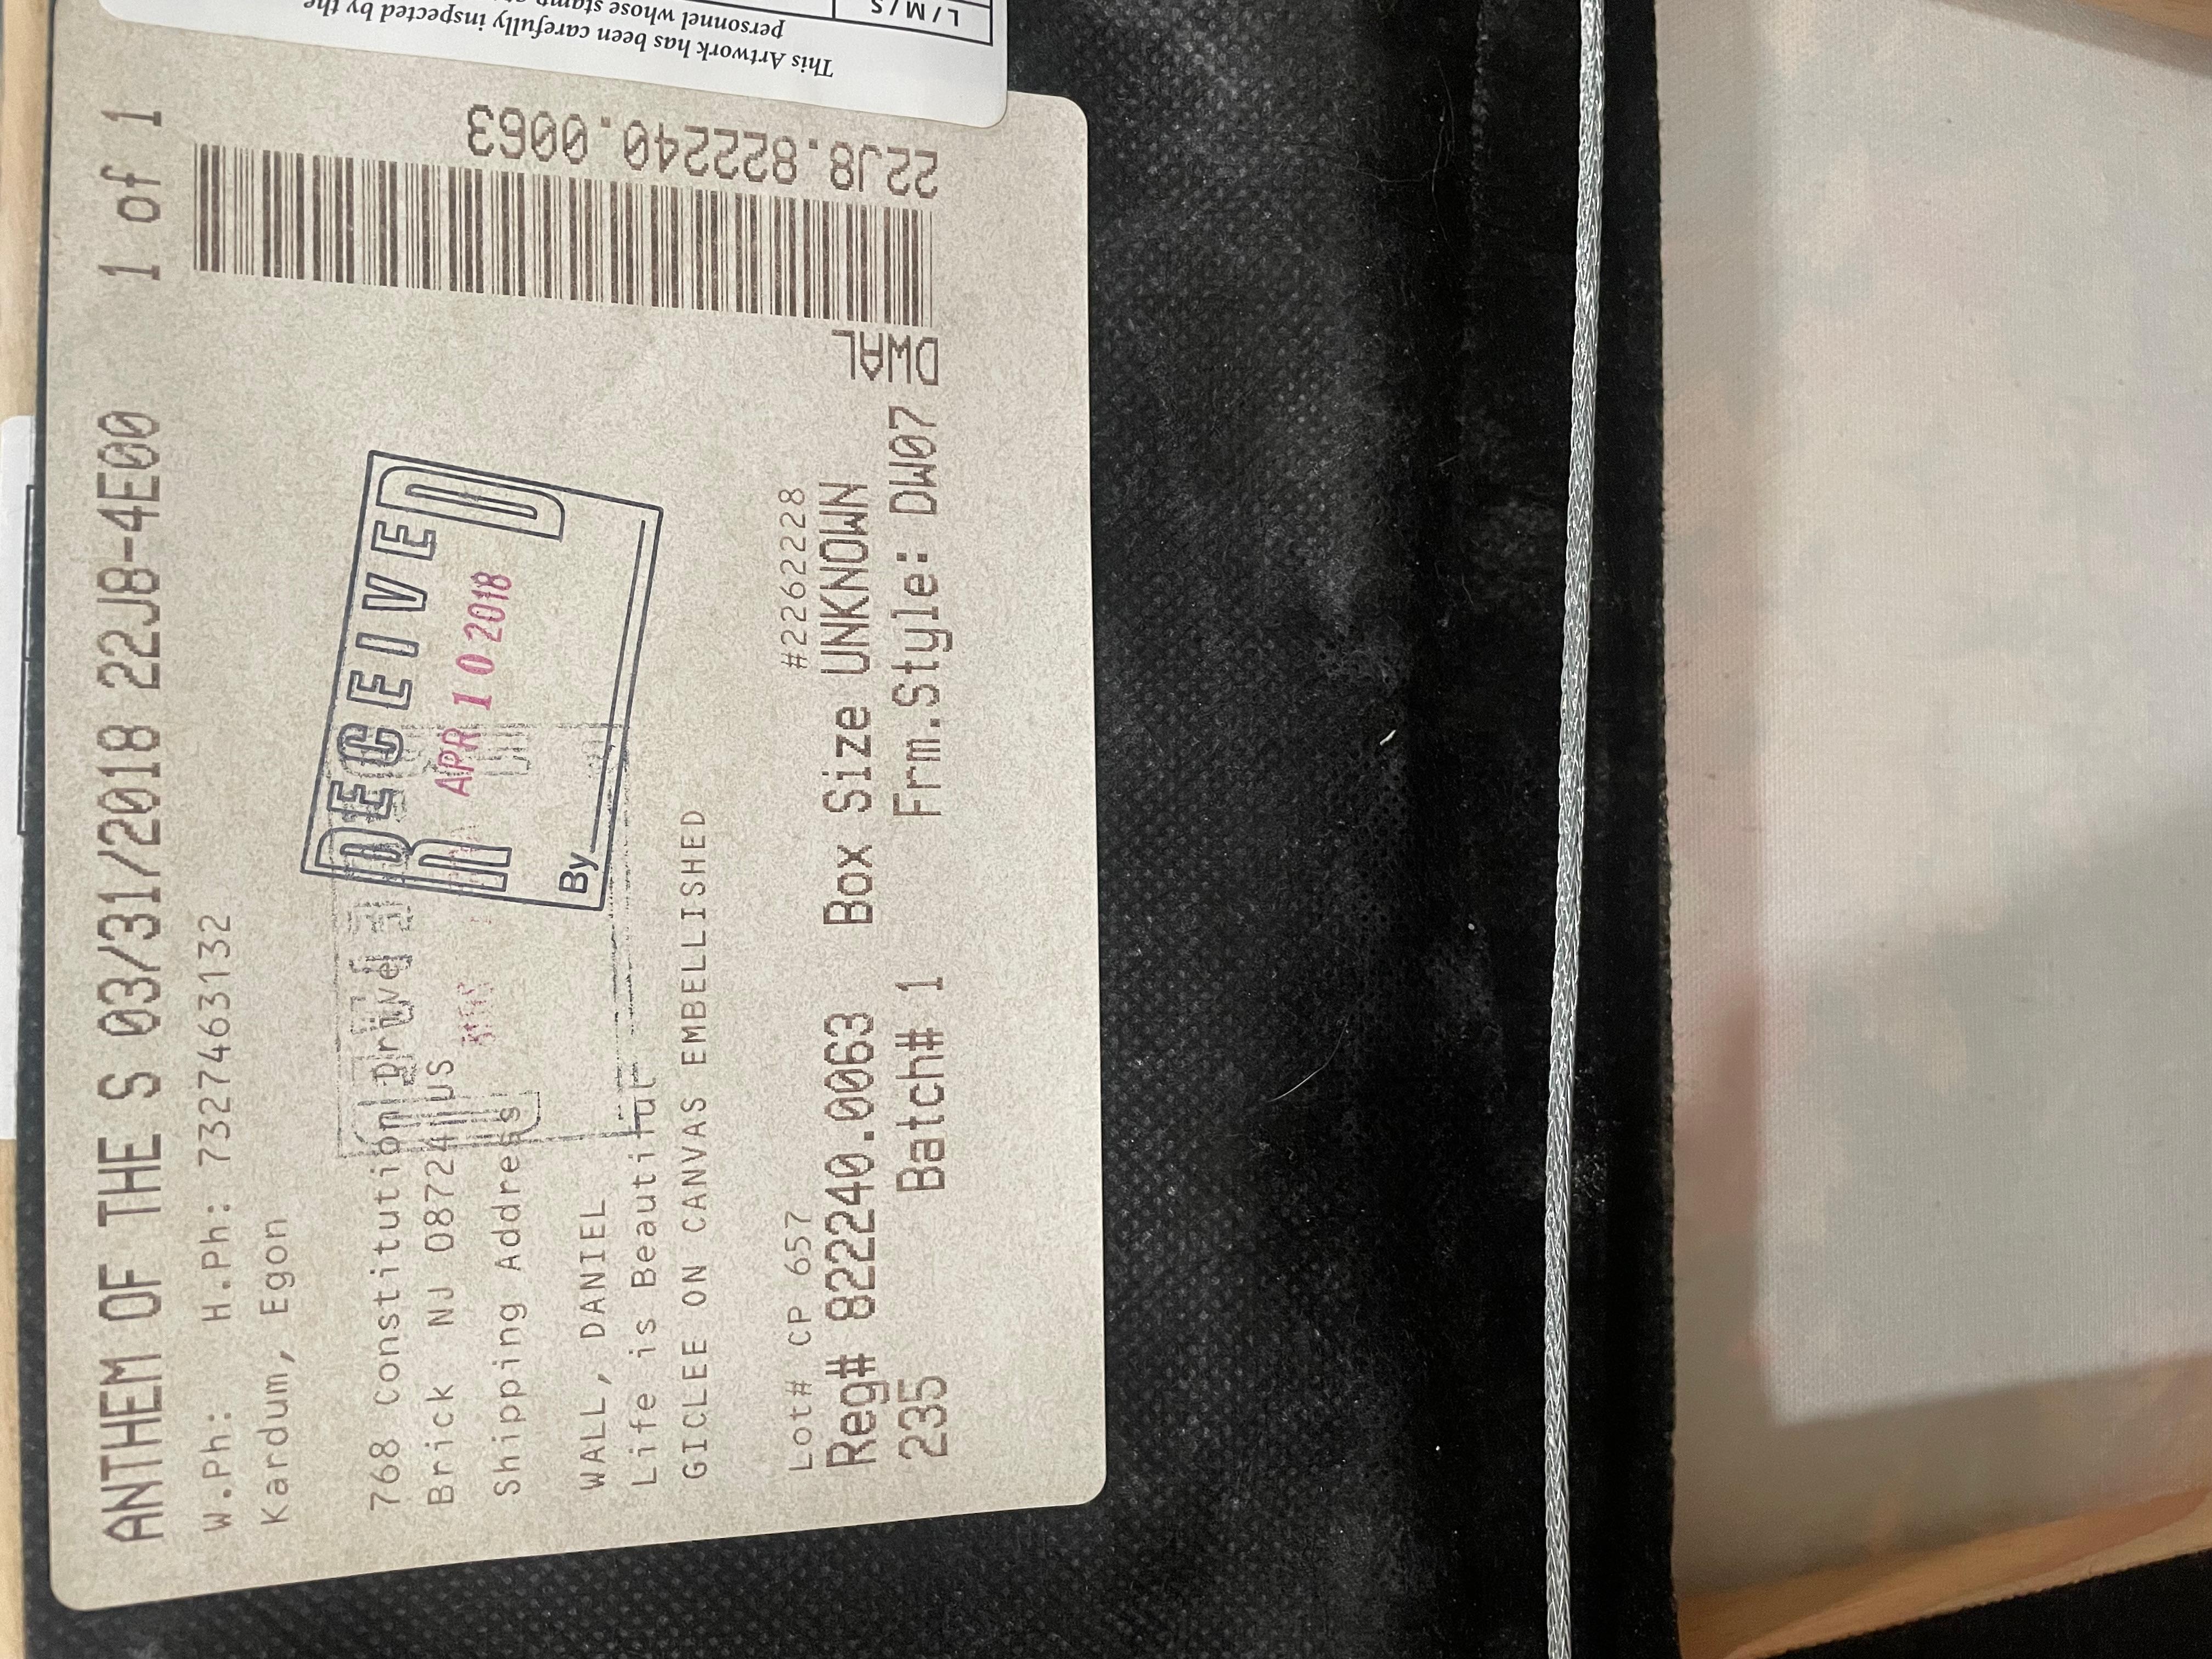 ANTHEM OF THE S 03/31/2018 22J8-4E00 1 of 1
W.Ph: H.Ph: 7327463132
Kardum, Egon
768 Constitution Drive
Brick NJ 08724 US
Shipping Address
WALL, DANIEL
Life is Beautiful
GICLEE ON CANVAS EMBELLISHED
Lot# CP 657 #2262228
Reg# 822240.0063 Box Size UNKNOWN
235 Batch# 1 Frm.Style: DW07
DWAL
22J8.822240.0063
RECEIVED
APR 10 2018
By
This Artwork has been carefully inspected by the
personnel whose stamp
L / M / S